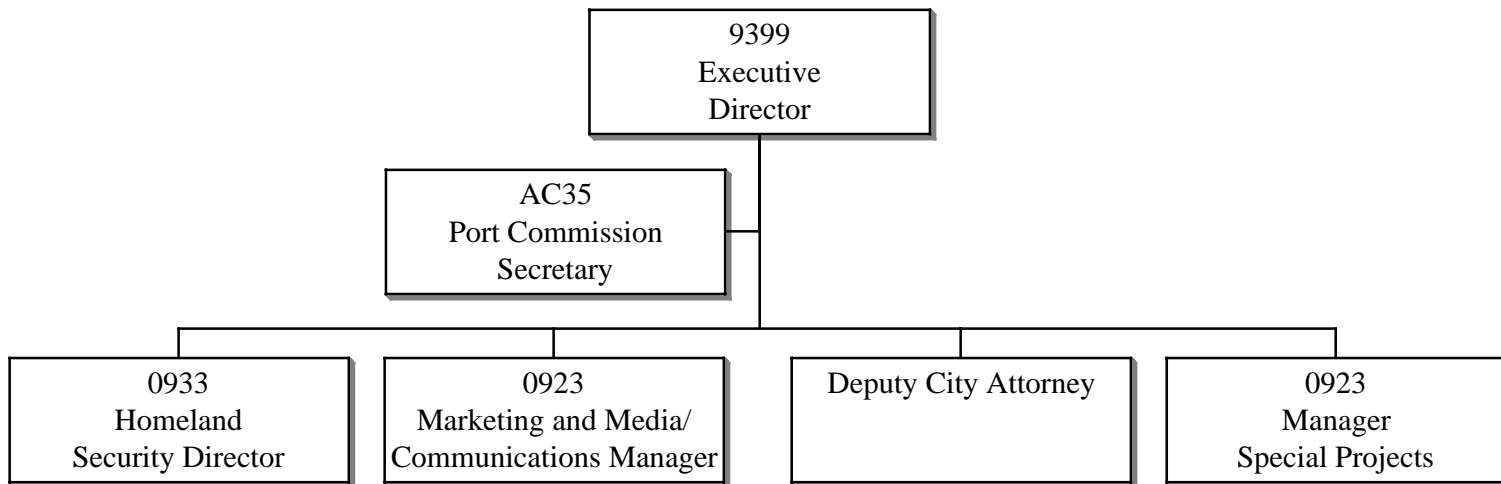 9399
Executive
Director
AC35
Port Commission
Secretary
0933
Homeland
Security Director
0923
Marketing and Media/
Communications Manager
Deputy City Attorney
0923
Manager
Special Projects